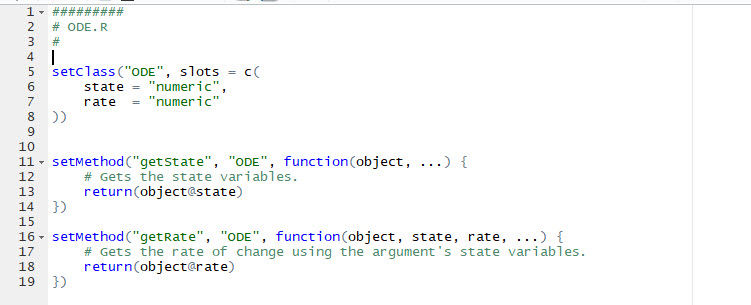 1 #########
2 # ODE.R
3 #
4
5 setClass("ODE", slots = c(
6     state = "numeric",
7     rate  = "numeric"
8 ))
9
10
11 setMethod("getState", "ODE", function(object, ...) {
12     # Gets the state variables.
13     return(object@state)
14 })
15
16 setMethod("getRate", "ODE", function(object, state, rate, ...) {
17     # Gets the rate of change using the argument's state variables.
18     return(object@rate)
19 })